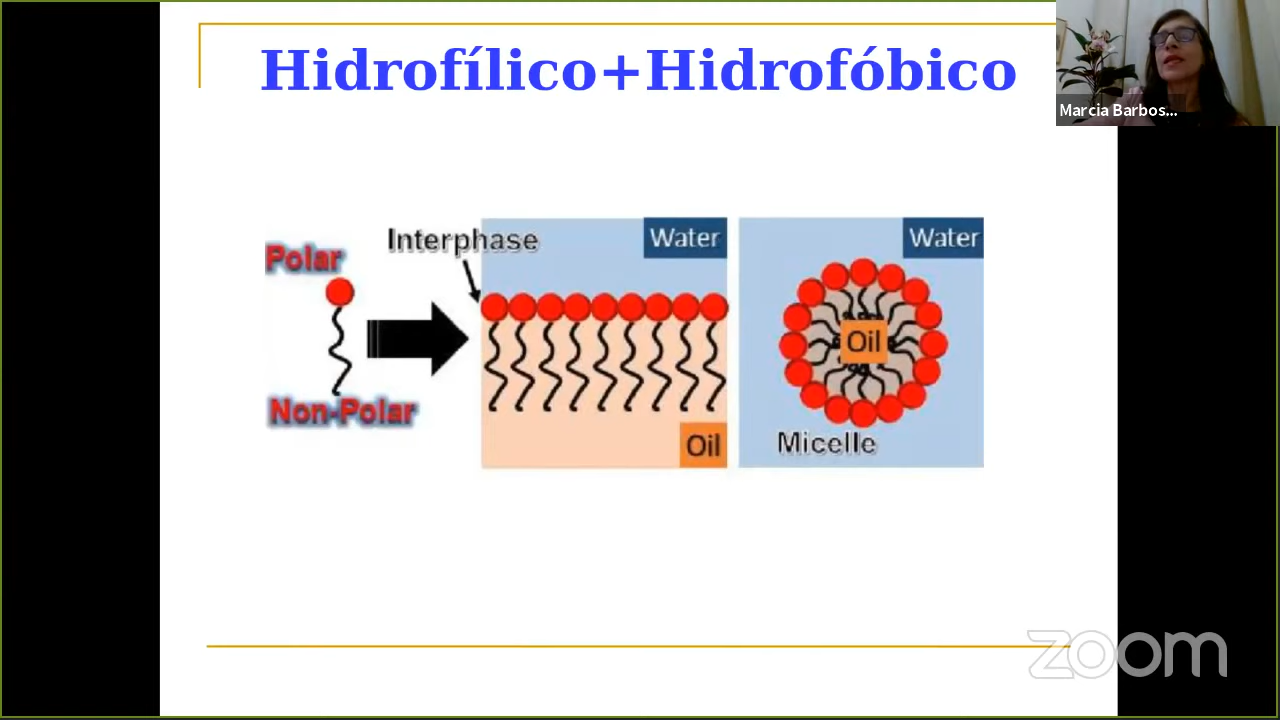 Hidrofílico+Hidrofóbico
Marcia Barbos...
Polar
Non-Polar
Interphase
Water
Oil
Water
Oil
Micelle
zoom